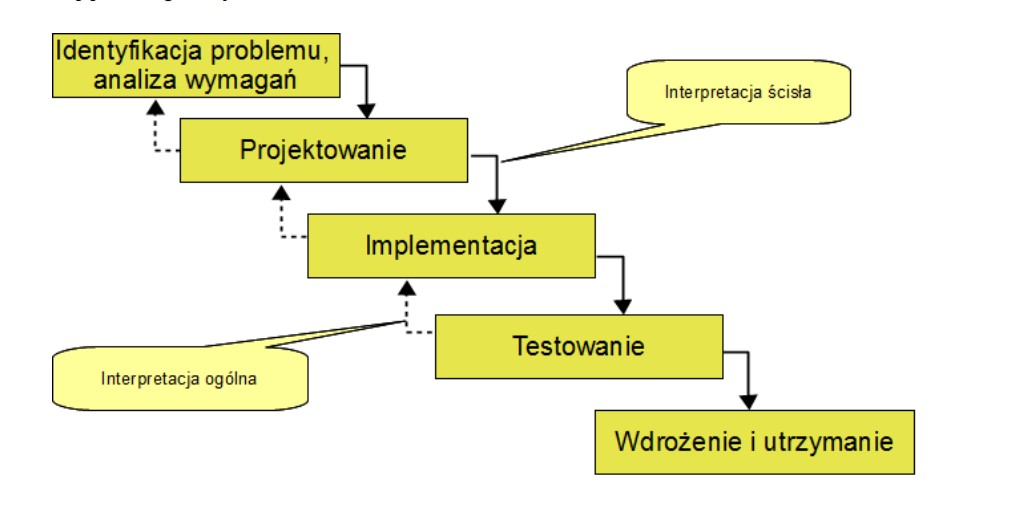 Identyfikacja problemu,
analiza wymagań
Interpretacja ścisła
Projektowanie
Implementacja
Testowanie
Interpretacja ogólna
Wdrożenie i utrzymanie